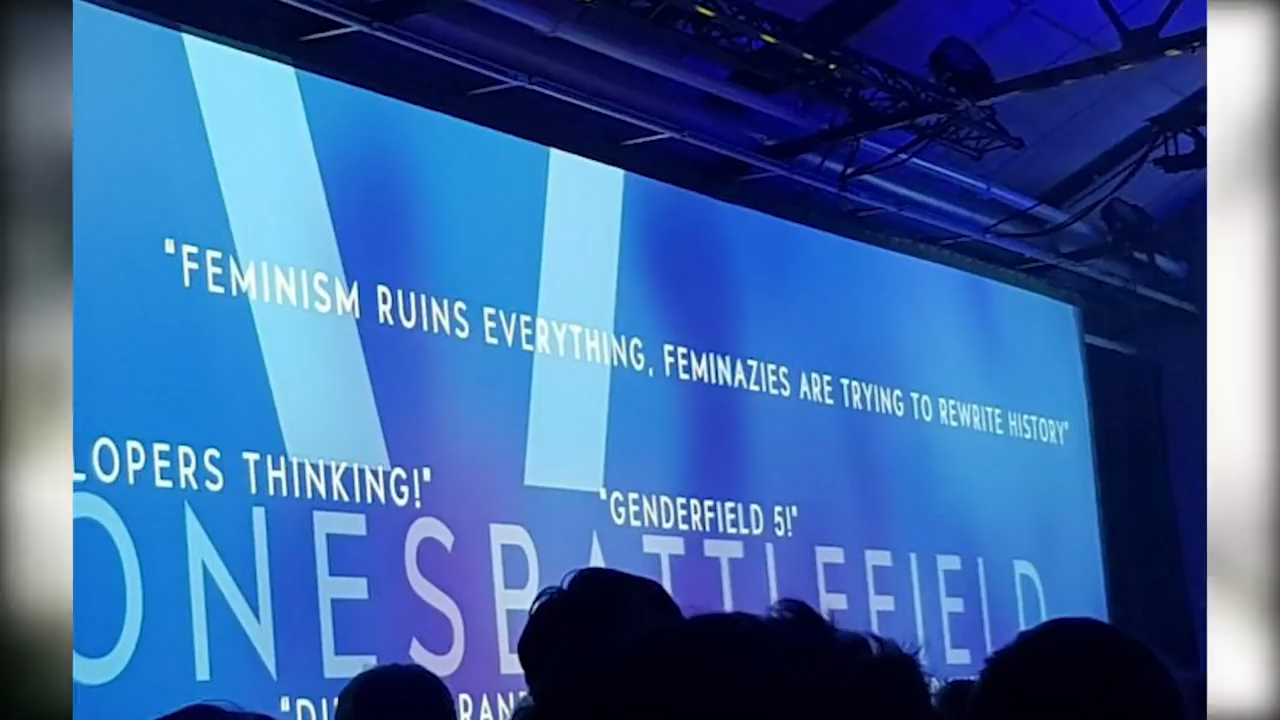 V
"FEMINISM RUINS EVERYTHING, FEMINAZIES ARE TRYING TO REWRITE HISTORY"
LOPERS THINKING!"
"GENDERFIELD 5!"
ONESBATTLEFIELD